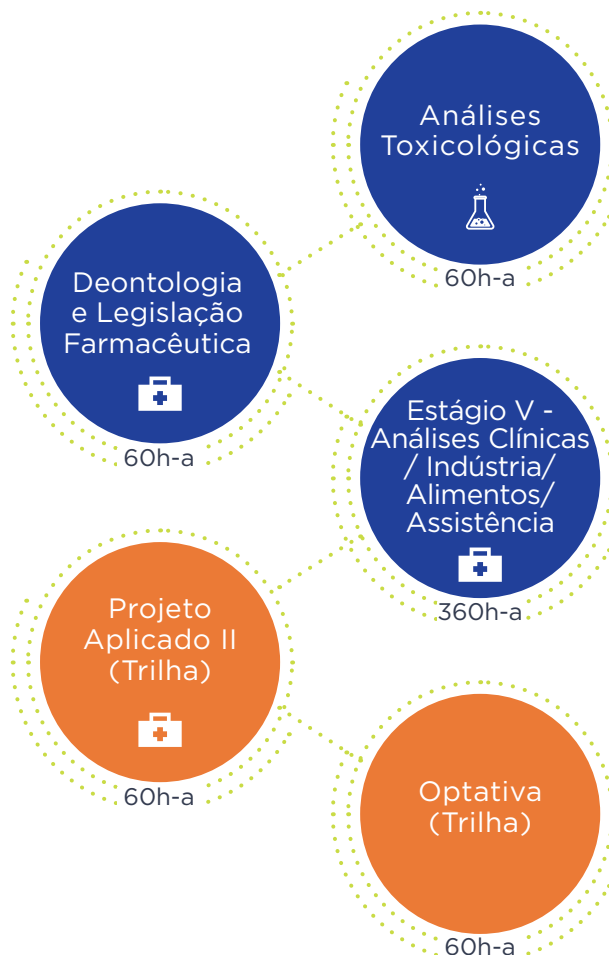 Análises
Toxicológicas
60h-a
Deontologia
e Legislação
Farmacêutica
60h-a
Estágio V -
Análises Clínicas
/ Indústria/
Alimentos/
Assistência
360h-a
Projeto
Aplicado II
(Trilha)
60h-a
Optativa
(Trilha)
60h-a